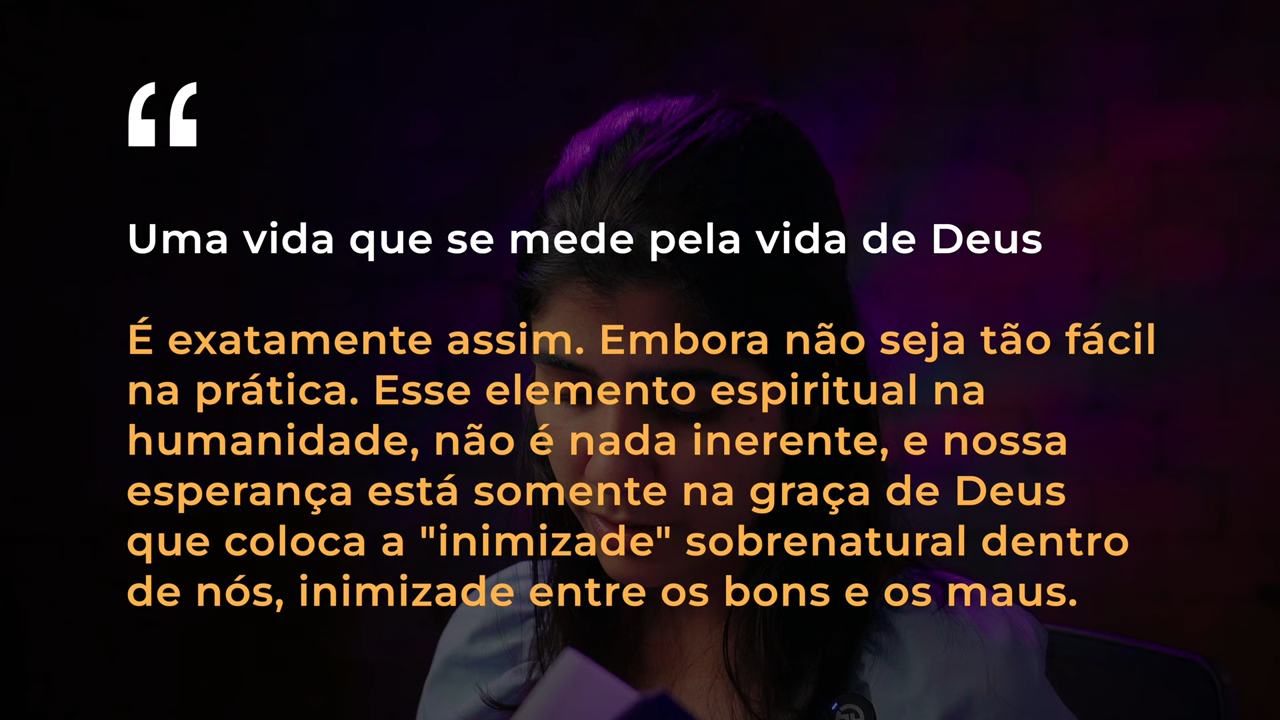 “
Uma vida que se mede pela vida de Deus
É exatamente assim. Embora não seja tão fácil
na prática. Esse elemento espiritual na
humanidade, não é nada inerente, e nossa
esperança está somente na graça de Deus
que coloca a "inimizade" sobrenatural dentro
de nós, inimizade entre os bons e os maus.